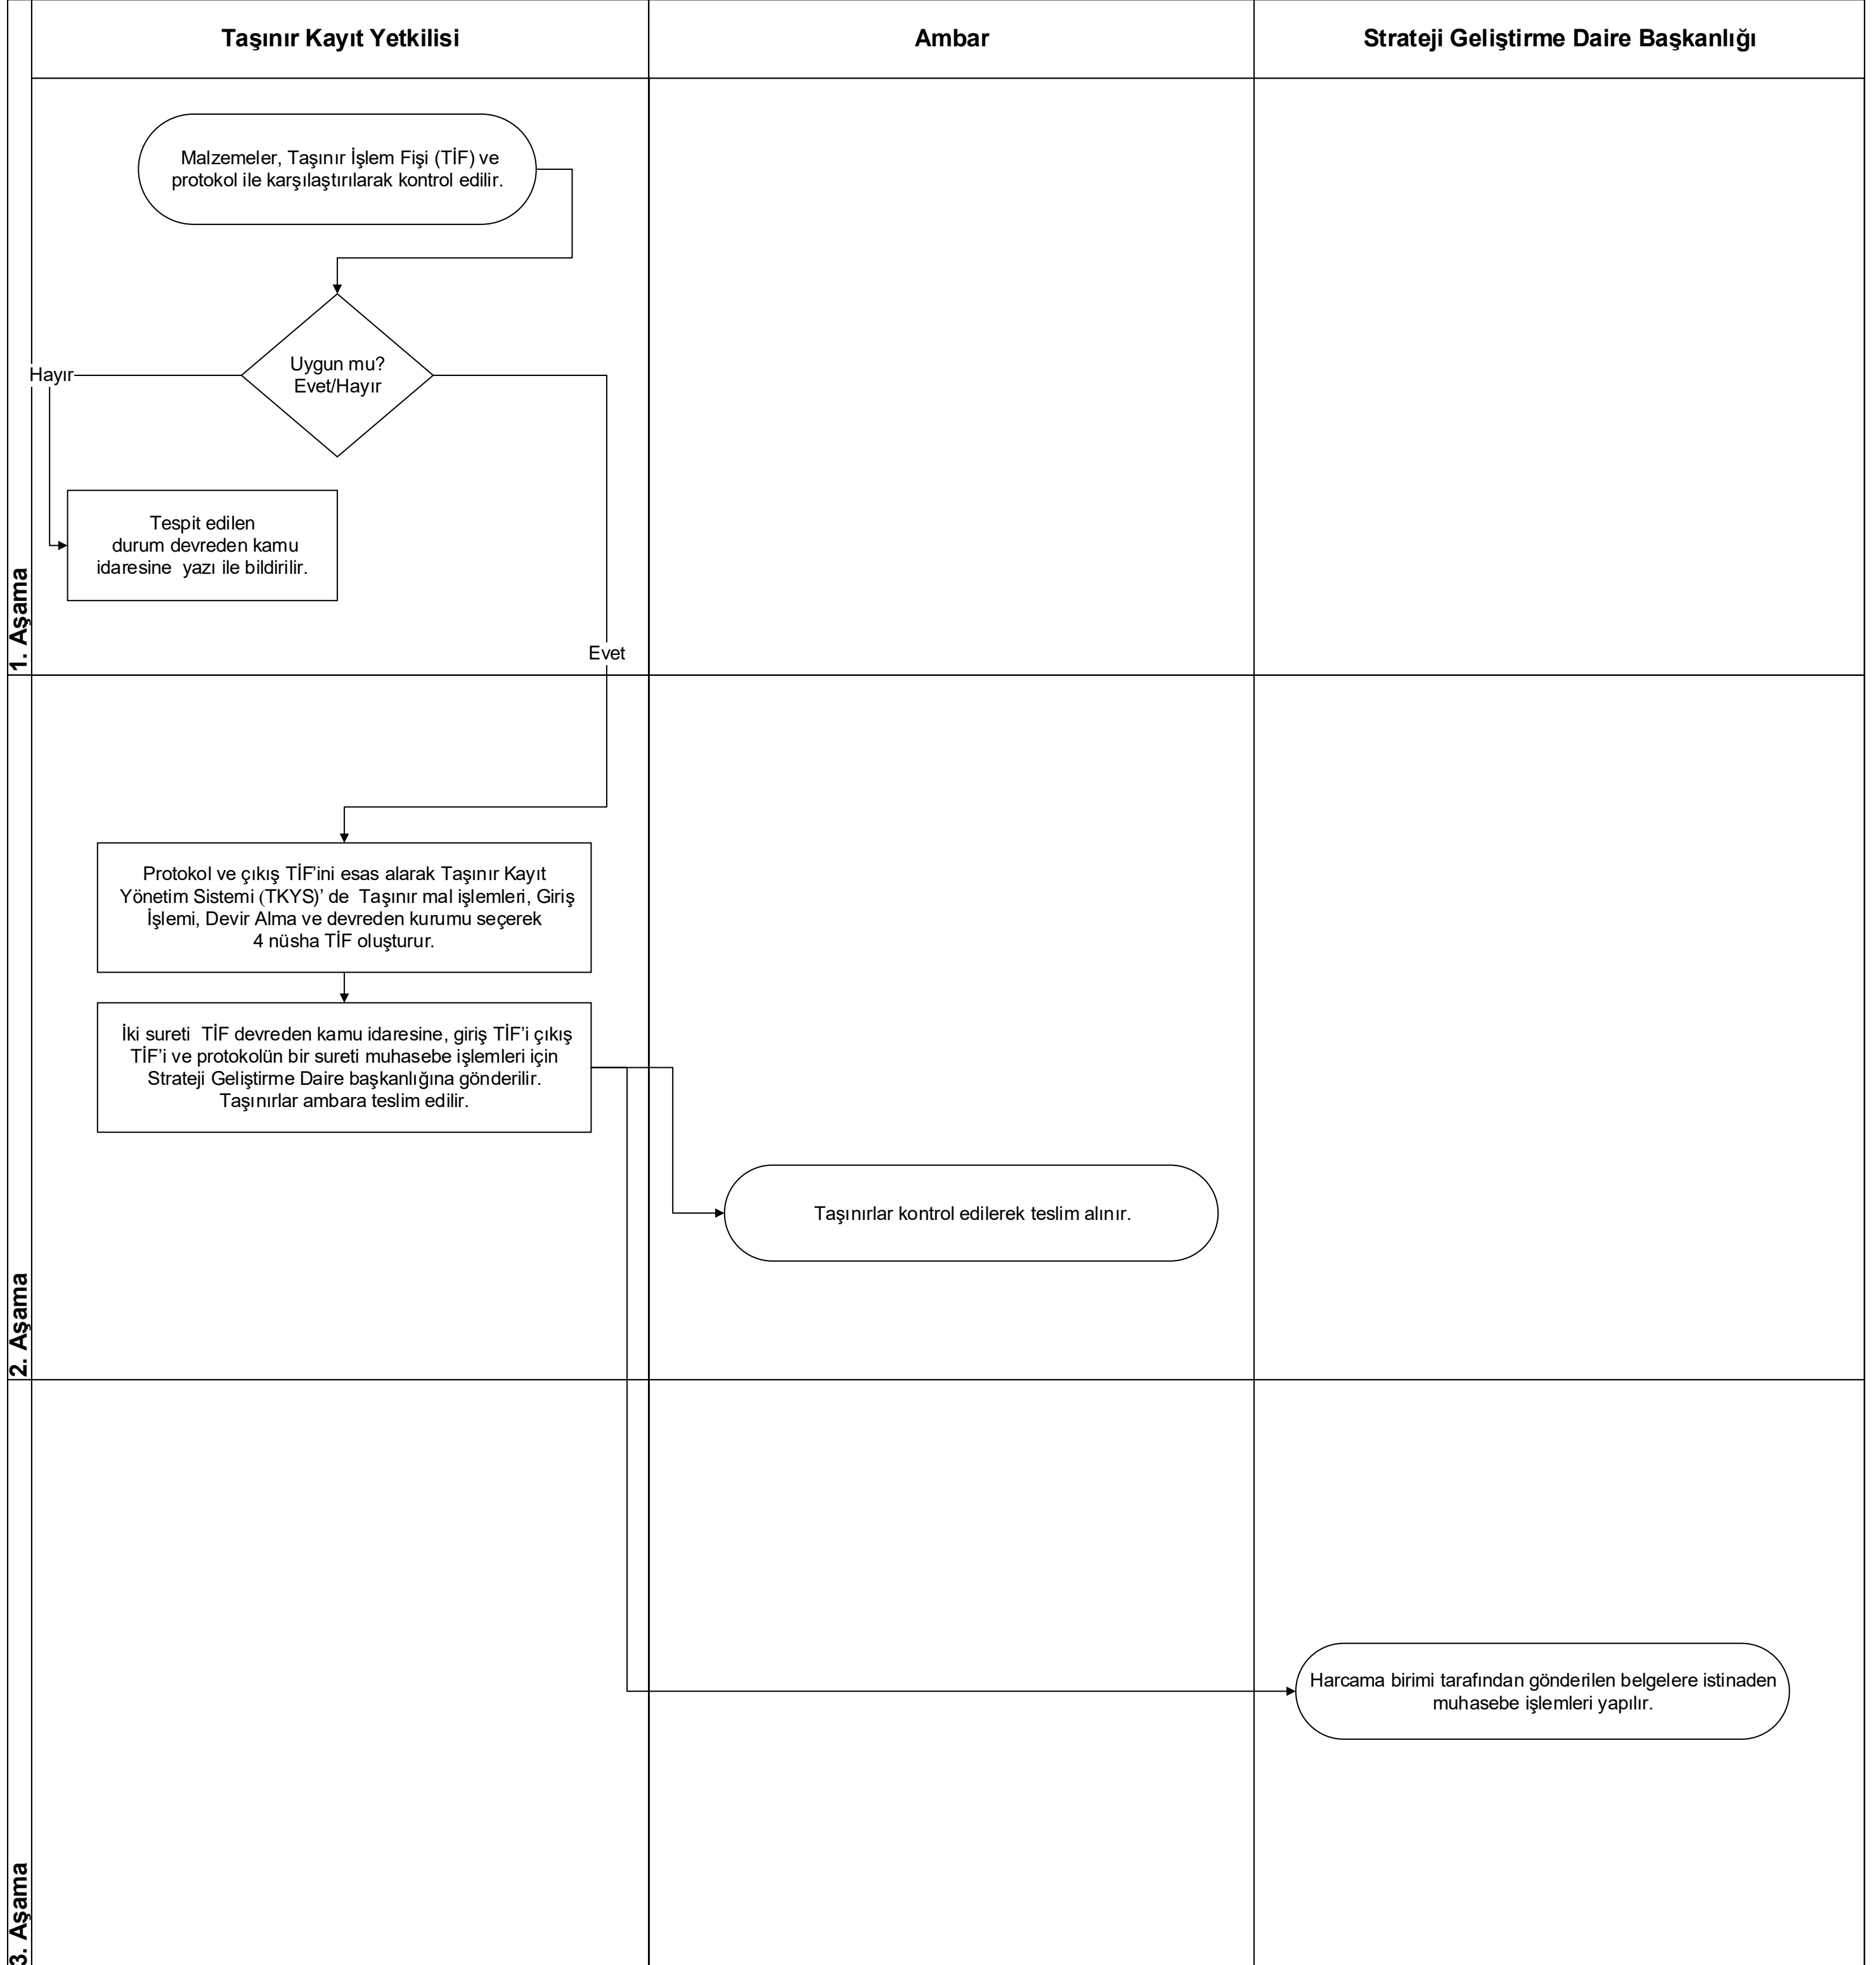 Taşınır Kayıt Yetkilisi
Ambar
Strateji Geliştirme Daire Başkanlığı
1. Aşama
Malzemeler, Taşınır İşlem Fişi (TİF) ve
protokol ile karşılaştırılarak kontrol edilir.
Uygun mu?
Evet/Hayır
Hayır
Tespit edilen
durum devreden kamu
idaresine  yazı ile bildirilir.
Evet
2. Aşama
Protokol ve çıkış TİF’ini esas alarak Taşınır Kayıt
Yönetim Sistemi (TKYS)’ de  Taşınır mal işlemleri, Giriş
İşlemi, Devir Alma ve devreden kurumu seçerek
4 nüsha TİF oluşturur.
İki sureti  TİF devreden kamu idaresine, giriş TİF’i çıkış
TİF’i ve protokolün bir sureti muhasebe işlemleri için
Strateji Geliştirme Daire başkanlığına gönderilir.
Taşınırlar ambara teslim edilir.
Taşınırlar kontrol edilerek teslim alınır.
3. Aşama
Harcama birimi tarafından gönderilen belgelere istinaden
muhasebe işlemleri yapılır.